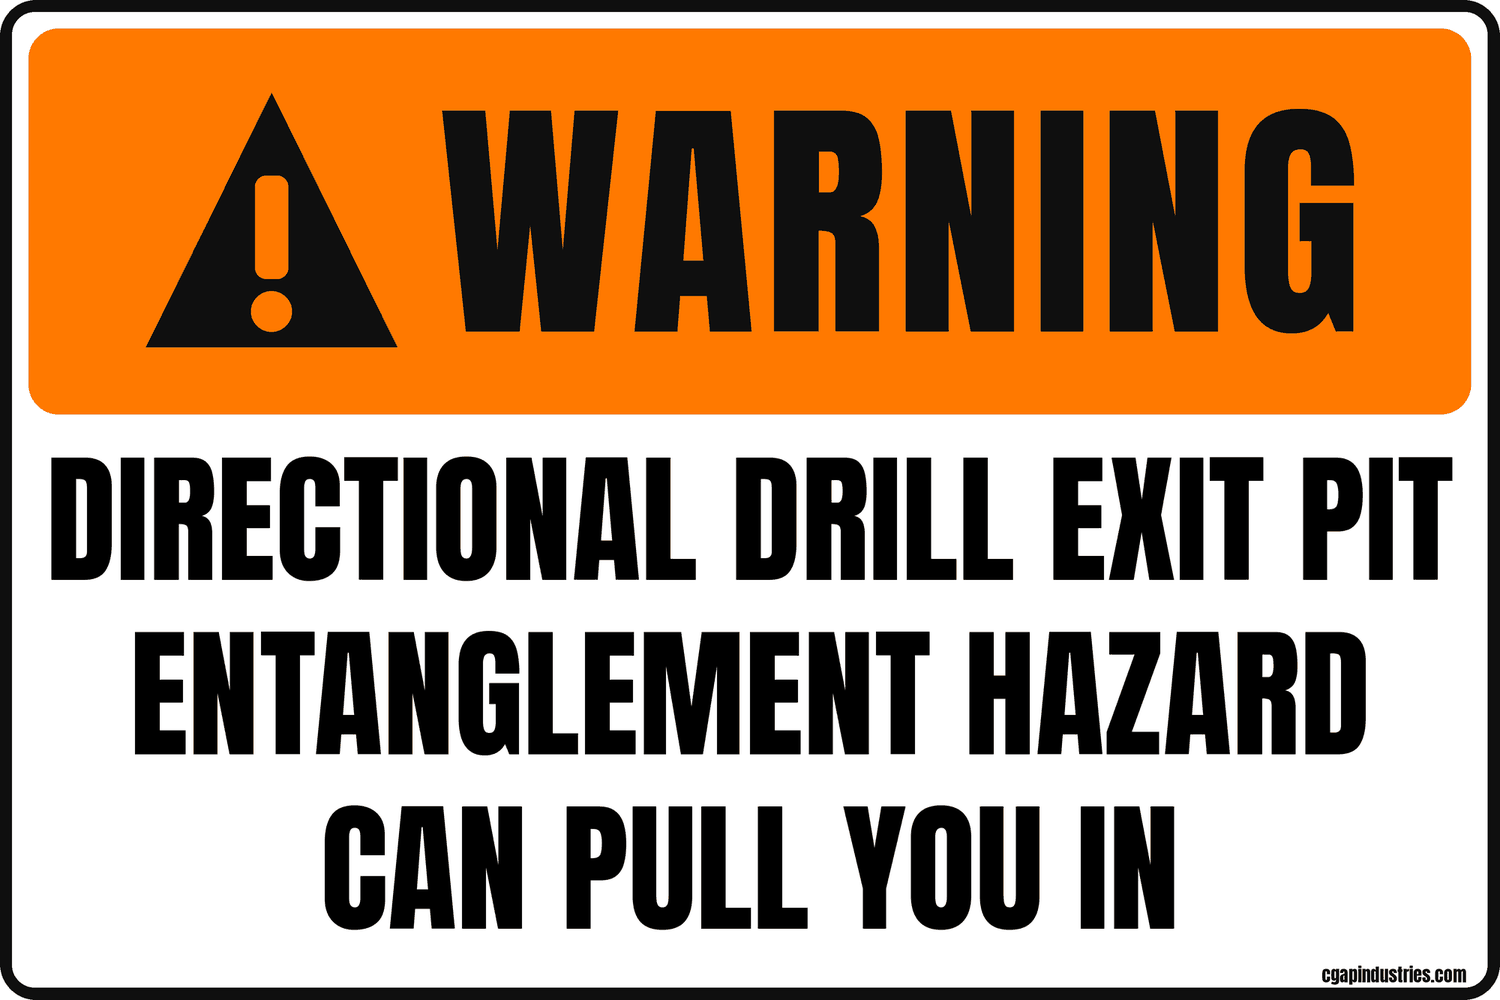 WARNING
DIRECTIONAL DRILL EXIT PIT
ENTANGLEMENT HAZARD
CAN PULL YOU IN
cgapindustries.com